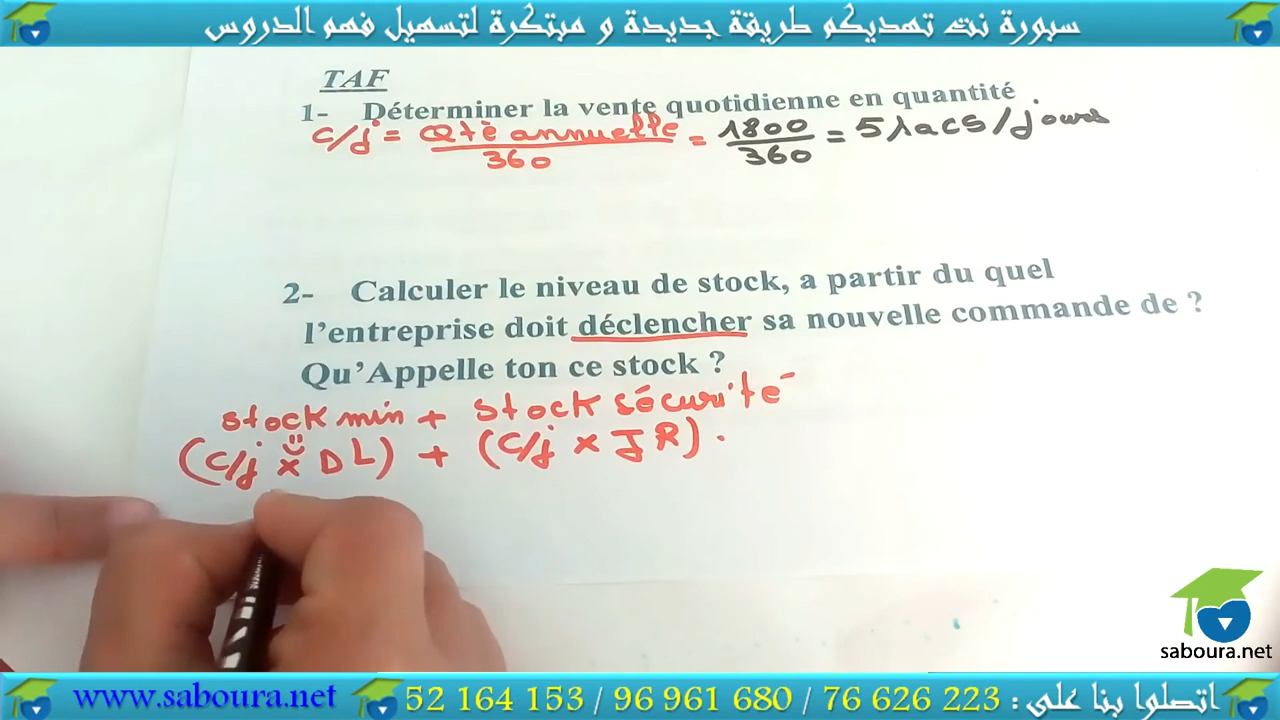 سبورة نت تهديكم طريقة جديدة و مبتكرة لتسهيل فهم الدروس
TAF
1- Déterminer la vente quotidienne en quantité
c/j = Qtè annuelle / 360 = 1800 / 360 = 5 sacs / jours
2- Calculer le niveau de stock, a partir du quel
l'entreprise doit déclencher sa nouvelle commande de ?
Qu'Appelle ton ce stock ?
stock min + stock sécurité
(c/j x DL) + (c/j x JR).
saboura.net
www.saboura.net
52 164 153 / 96 961 680 / 76 626 223 : اتصلوا بنا على